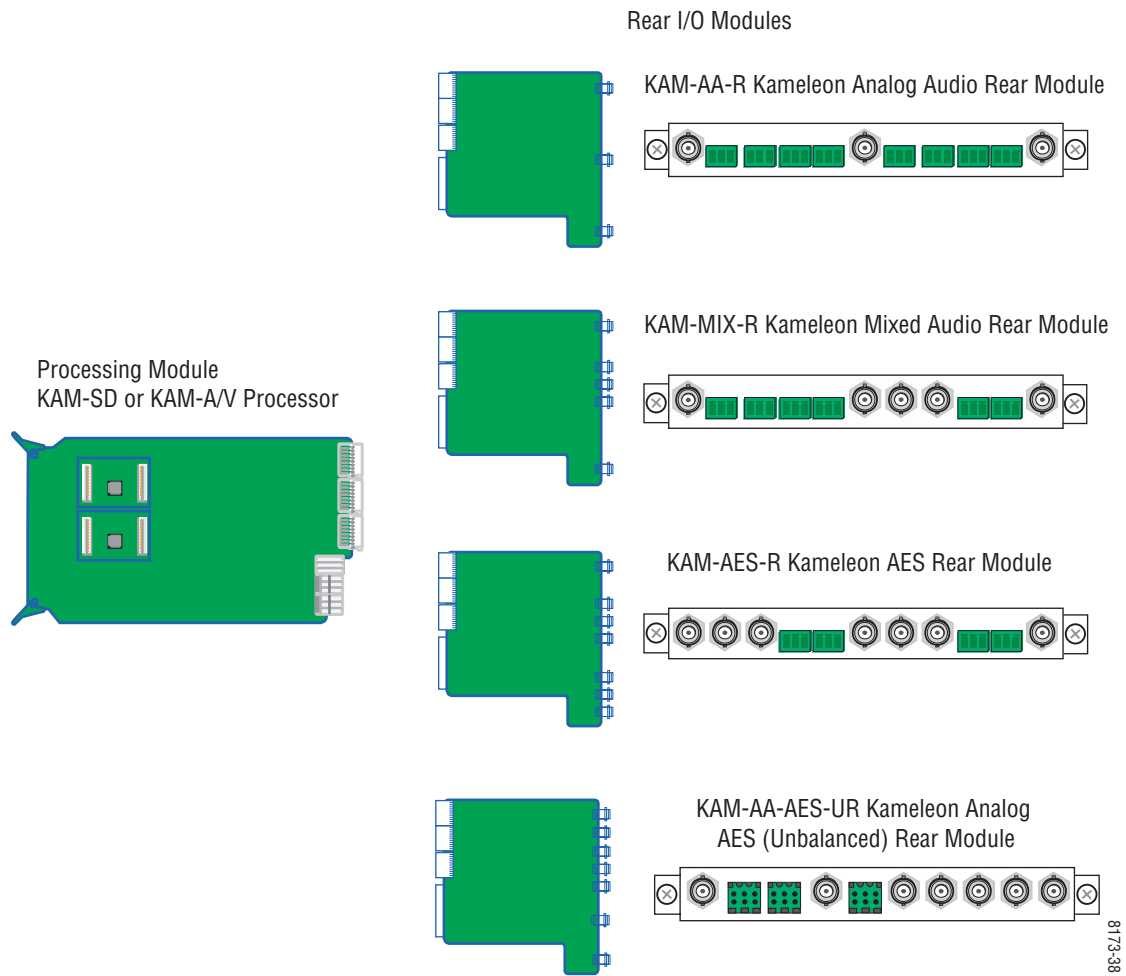 Rear I/O Modules
KAM-AA-R Kameleon Analog Audio Rear Module
KAM-MIX-R Kameleon Mixed Audio Rear Module
Processing Module
KAM-SD or KAM-A/V Processor
KAM-AES-R Kameleon AES Rear Module
KAM-AA-AES-UR Kameleon Analog
AES (Unbalanced) Rear Module
8173-38